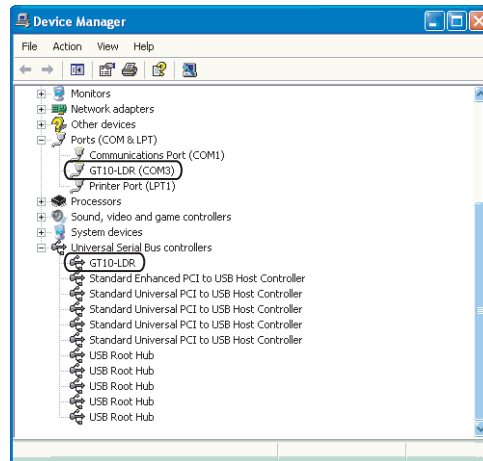 Device Manager
File Action View Help
Monitors
Network adapters
Other devices
Ports (COM & LPT)
Communications Port (COM1)
GT10-LDR (COM3)
Printer Port (LPT1)
Processors
Sound, video and game controllers
System devices
Universal Serial Bus controllers
GT10-LDR
Standard Enhanced PCI to USB Host Controller
Standard Universal PCI to USB Host Controller
Standard Universal PCI to USB Host Controller
Standard Universal PCI to USB Host Controller
Standard Universal PCI to USB Host Controller
USB Root Hub
USB Root Hub
USB Root Hub
USB Root Hub
USB Root Hub